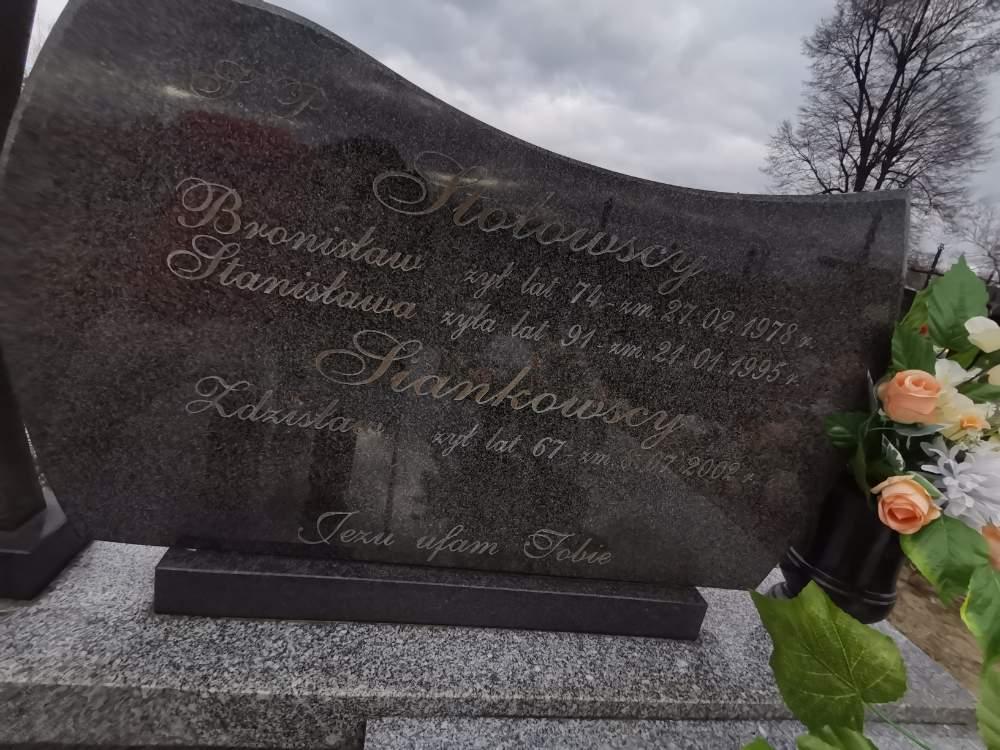 Ś P
Stołowscy
Bronisław żył lat 74 - zm. 27.02.1978 r.
Stanisława żyła lat 91 - zm. 21.01.1995 r.
Siankowscy
Zdzisław żył lat 67 - zm.
Jezu ufam Tobie